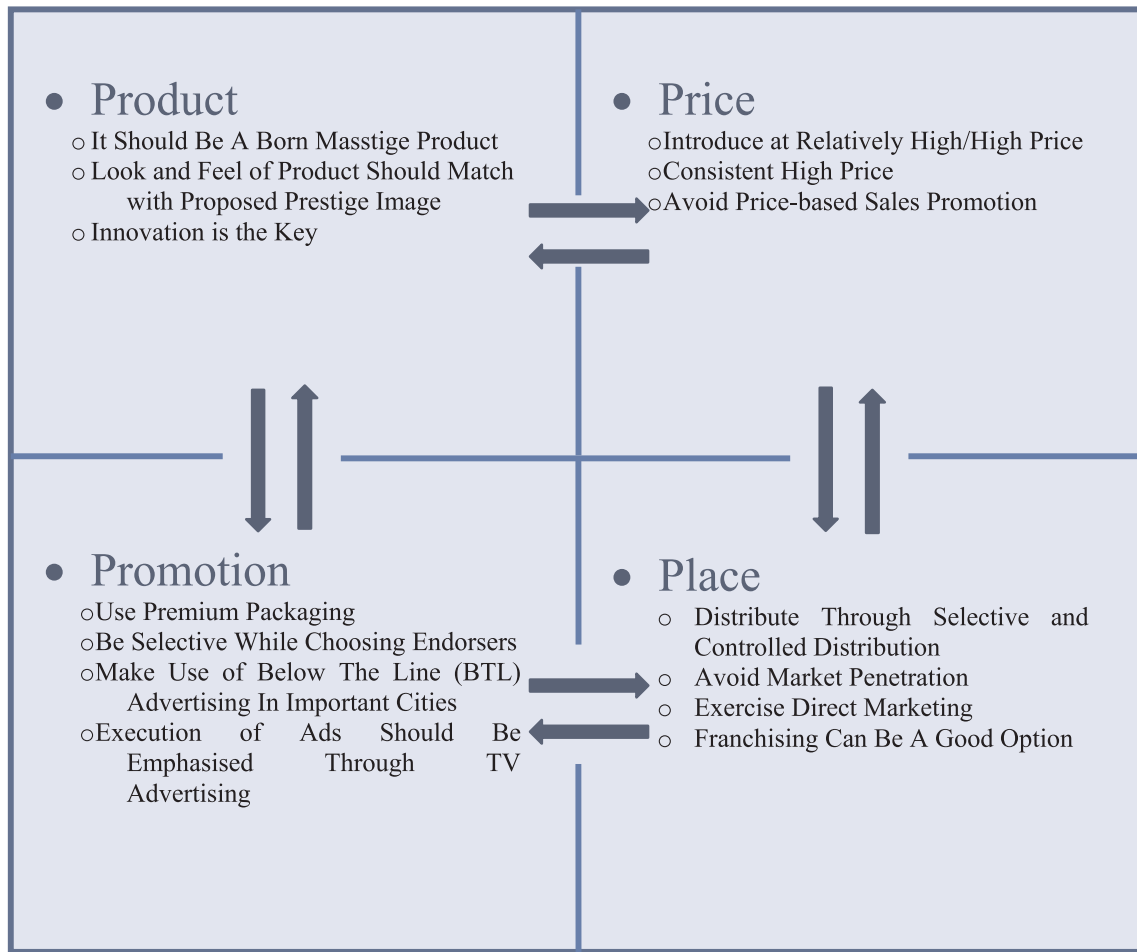 • Product
○ It Should Be A Born Masstige Product
○ Look and Feel of Product Should Match
with Proposed Prestige Image
○ Innovation is the Key
• Price
○Introduce at Relatively High/High Price
○Consistent High Price
○Avoid Price-based Sales Promotion
• Promotion
○Use Premium Packaging
○Be Selective While Choosing Endorsers
○Make Use of Below The Line (BTL)
Advertising In Important Cities
○Execution of Ads Should Be
Emphasised Through TV
Advertising
• Place
○ Distribute Through Selective and
Controlled Distribution
○ Avoid Market Penetration
○ Exercise Direct Marketing
○ Franchising Can Be A Good Option